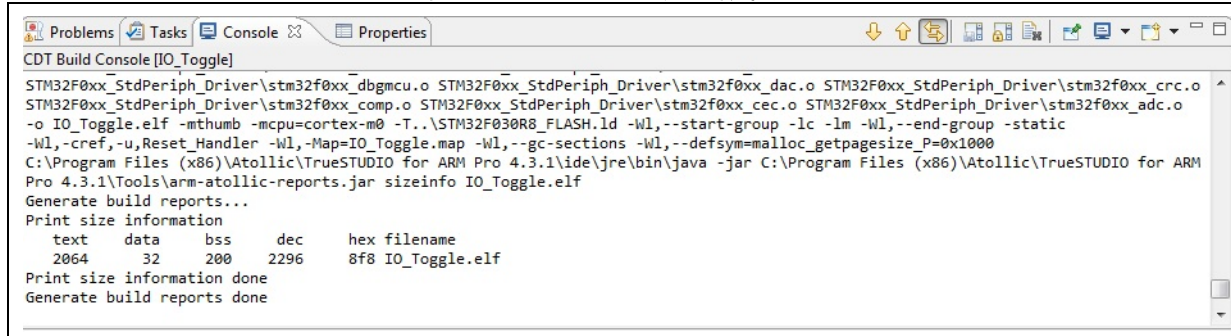 Problems Tasks Console Properties
CDT Build Console [IO_Toggle]
STM32F0xx_StdPeriph_Driver\stm32f0xx_dbgmcu.o STM32F0xx_StdPeriph_Driver\stm32f0xx_dac.o STM32F0xx_StdPeriph_Driver\stm32f0xx_crc.o
STM32F0xx_StdPeriph_Driver\stm32f0xx_comp.o STM32F0xx_StdPeriph_Driver\stm32f0xx_cec.o STM32F0xx_StdPeriph_Driver\stm32f0xx_adc.o
-o IO_Toggle.elf -mthumb -mcpu=cortex-m0 -T..\STM32F030R8_FLASH.ld -Wl,--start-group -lc -lm -Wl,--end-group -static
-Wl,-cref,-u,Reset_Handler -Wl,-Map=IO_Toggle.map -Wl,--gc-sections -Wl,--defsym=malloc_getpagesize_P=0x1000
C:\Program Files (x86)\Atollic\TrueSTUDIO for ARM Pro 4.3.1\ide\jre\bin\java -jar C:\Program Files (x86)\Atollic\TrueSTUDIO for ARM
Pro 4.3.1\Tools\arm-atollic-reports.jar sizeinfo IO_Toggle.elf
Generate build reports...
Print size information
text data bss dec hex filename
2064 32 200 2296 8f8 IO_Toggle.elf
Print size information done
Generate build reports done